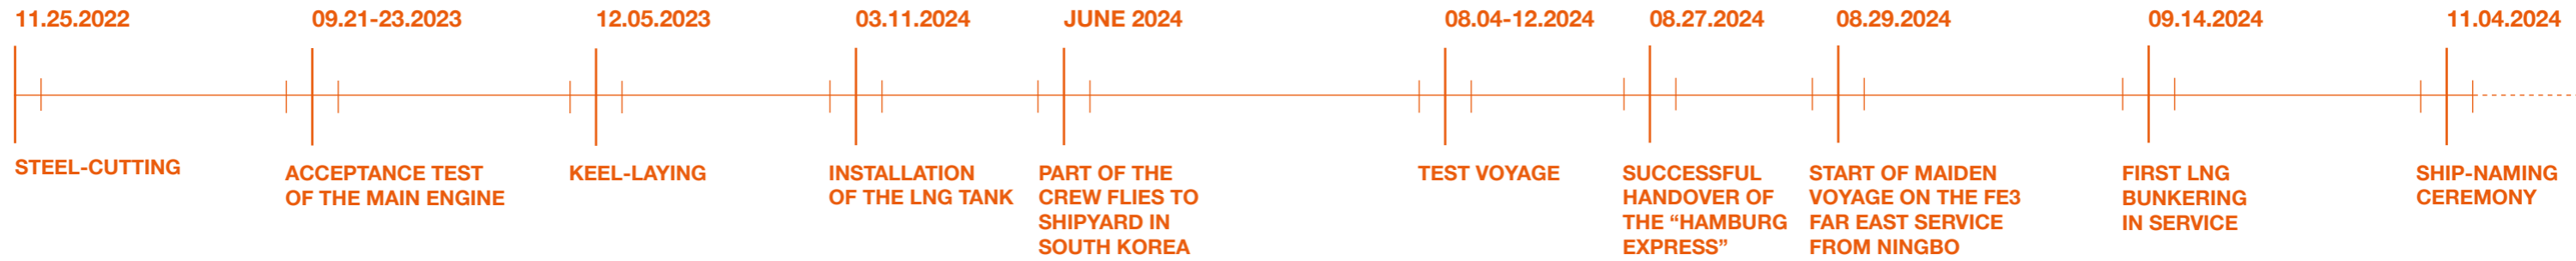 11.25.2022
STEEL-CUTTING
09.21-23.2023
ACCEPTANCE TEST
OF THE MAIN ENGINE
12.05.2023
KEEL-LAYING
03.11.2024
INSTALLATION
OF THE LNG TANK
JUNE 2024
PART OF THE
CREW FLIES TO
SHIPYARD IN
SOUTH KOREA
08.04-12.2024
TEST VOYAGE
08.27.2024
SUCCESSFUL
HANDOVER OF
THE “HAMBURG
EXPRESS”
08.29.2024
START OF MAIDEN
VOYAGE ON THE FE3
FAR EAST SERVICE
FROM NINGBO
09.14.2024
FIRST LNG
BUNKERING
IN SERVICE
11.04.2024
SHIP-NAMING
CEREMONY